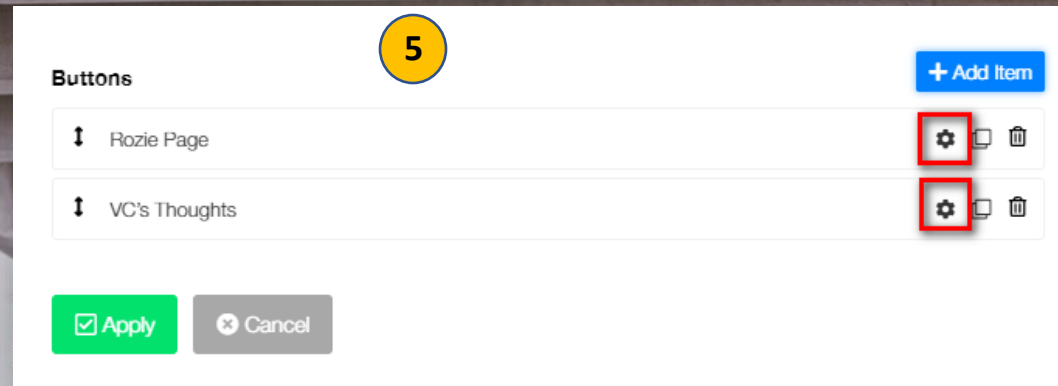 5
Buttons
+ Add Item
Rozie Page
VC's Thoughts
Apply
Cancel